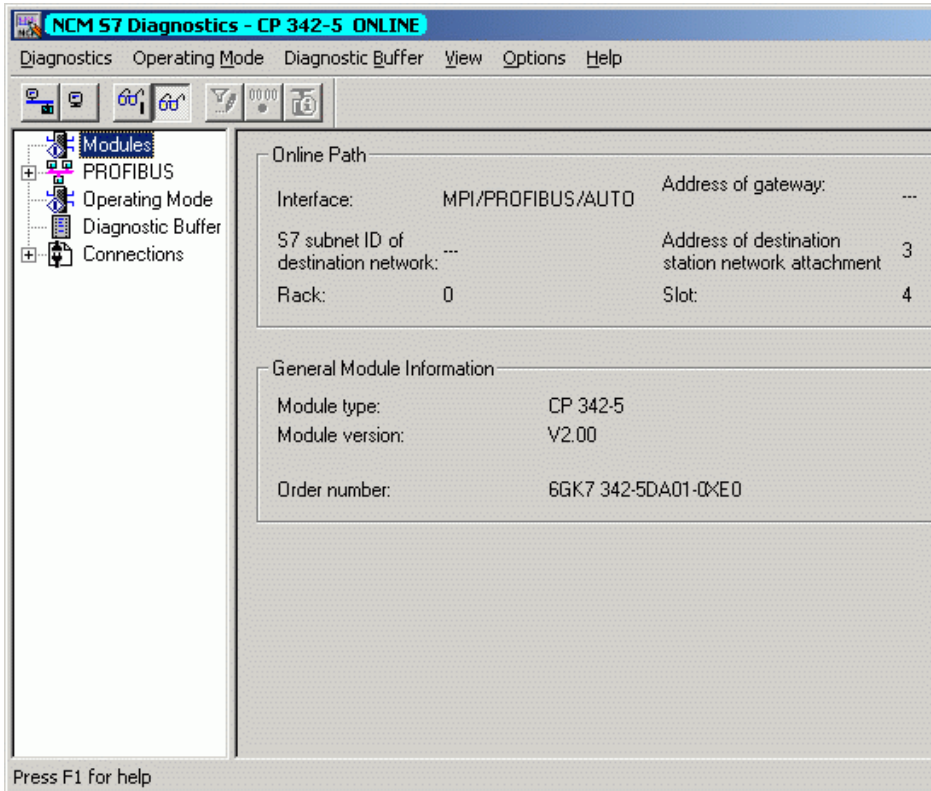 NCM S7 Diagnostics - CP 342-5 ONLINE
Diagnostics Operating Mode Diagnostic Buffer View Options Help
Modules
PROFIBUS
Operating Mode
Diagnostic Buffer
Connections
Online Path
Interface: MPI/PROFIBUS/AUTO Address of gateway: ---
S7 subnet ID of
destination network: --- Address of destination
station network attachment 3
Rack: 0 Slot: 4
General Module Information
Module type: CP 342-5
Module version: V2.00
Order number: 6GK7 342-5DA01-0XE0
Press F1 for help